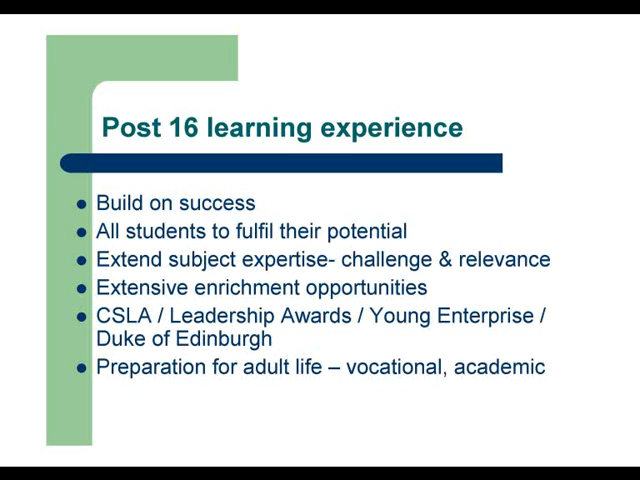 Post 16 learning experience
• Build on success
• All students to fulfil their potential
• Extend subject expertise- challenge & relevance
• Extensive enrichment opportunities
• CSLA / Leadership Awards / Young Enterprise /
Duke of Edinburgh
• Preparation for adult life – vocational, academic